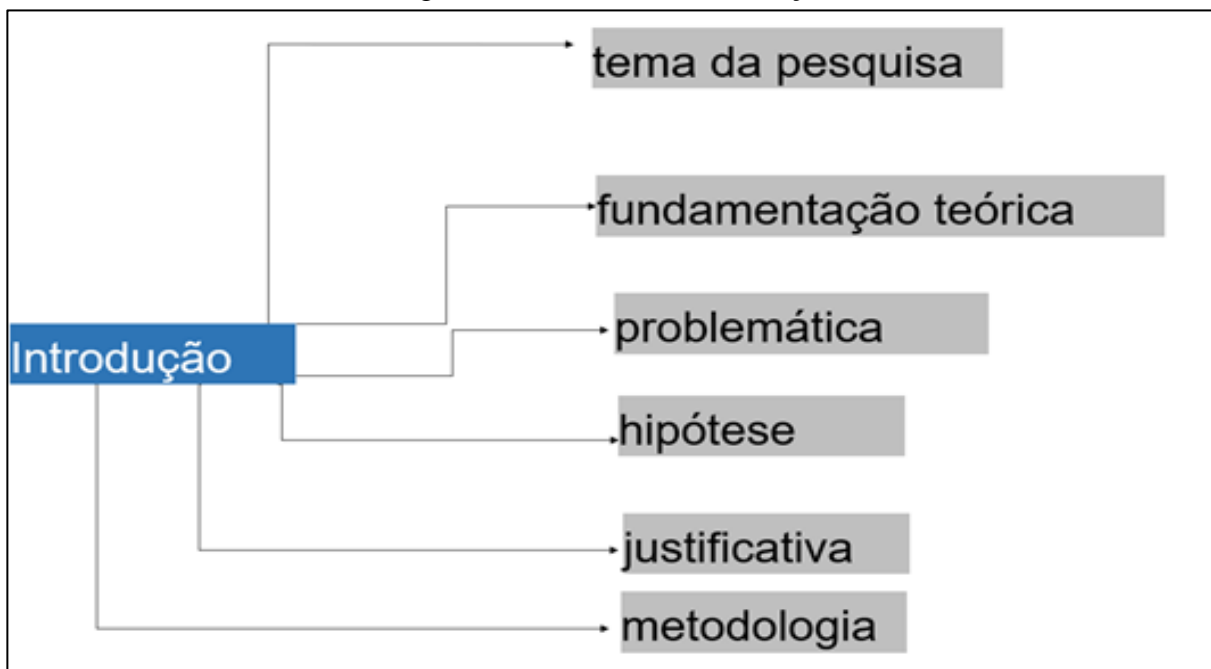 tema da pesquisa
fundamentação teórica
problemática
Introdução
hipótese
justificativa
metodologia